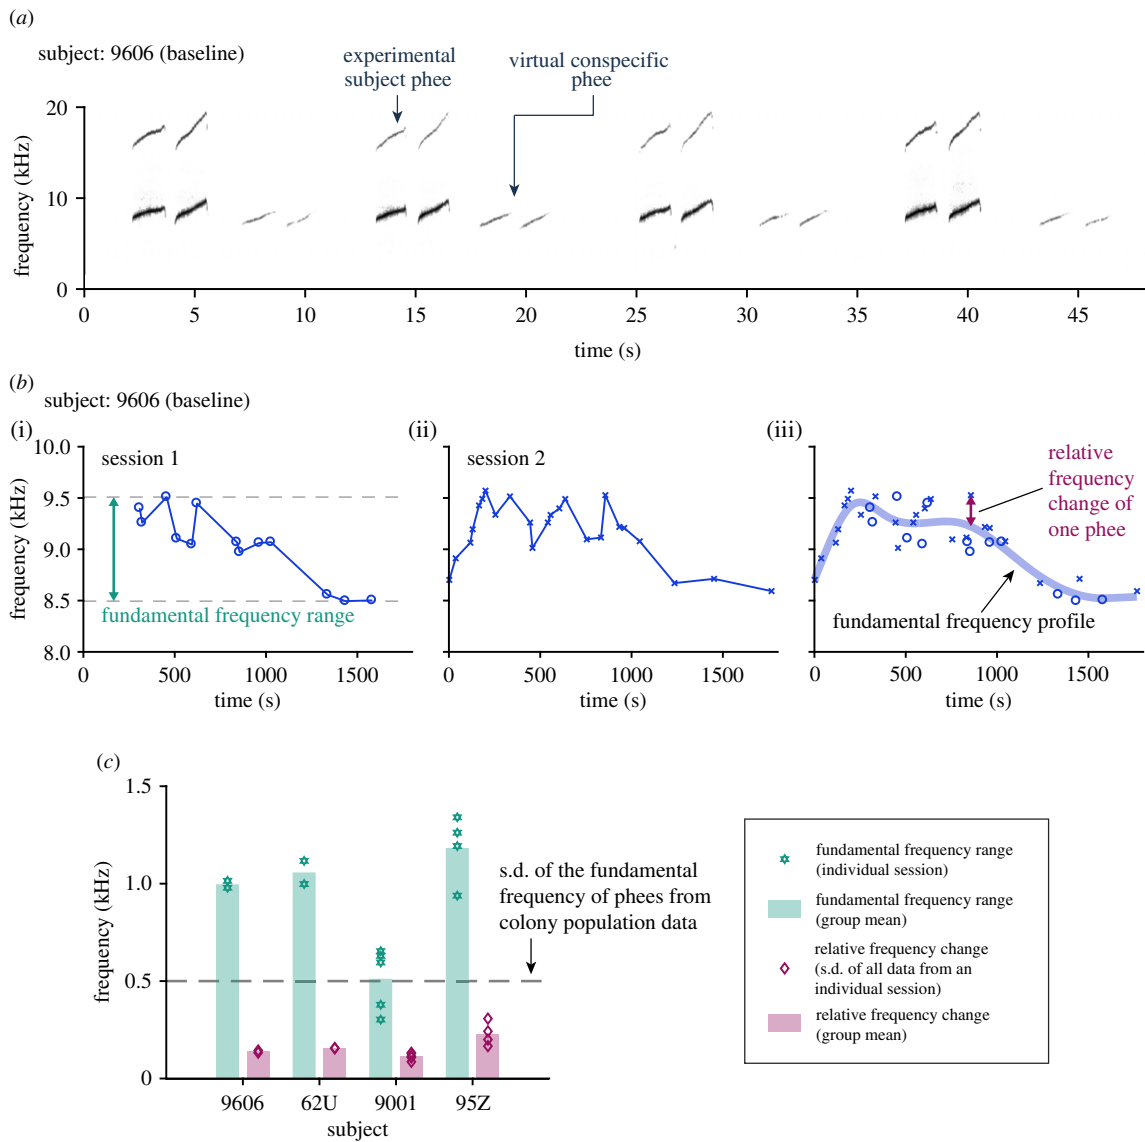 (a)
subject: 9606 (baseline)
experimental
subject phee
virtual conspecific
phee
20
10
0
frequency (kHz)
0 5 10 15 20 25 30 35 40 45
time (s)
(b)
subject: 9606 (baseline)
(i)
session 1
10.0
9.5
9.0
8.5
8.0
frequency (kHz)
fundamental frequency range
0 500 1000 1500
time (s)
(ii)
session 2
0 500 1000 1500
time (s)
(iii)
relative
frequency
change of
one phee
fundamental frequency profile
0 500 1000 1500
time (s)
(c)
1.5
1.0
0.5
0
frequency (kHz)
s.d. of the fundamental
frequency of phees from
colony population data
9606 62U 9001 95Z
subject
fundamental frequency range
(individual session)
fundamental frequency range
(group mean)
relative frequency change
(s.d. of all data from an
individual session)
relative frequency change
(group mean)